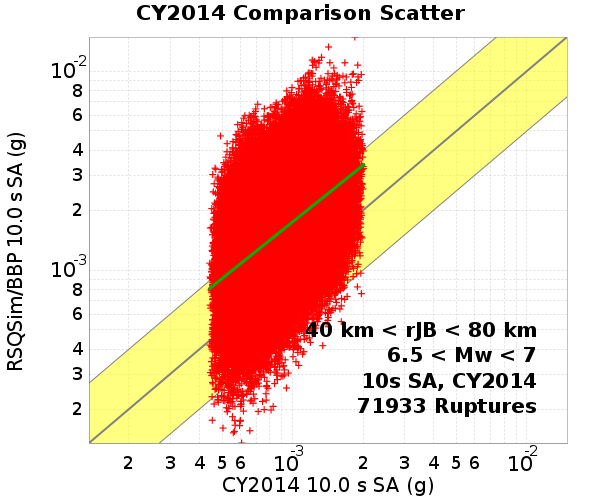 CY2014 Comparison Scatter
RSQSim/BBP 10.0 s SA (g)
10-2
8
6
4
3
2
10-3
8
6
4
3
2
40 km < rJB < 80 km
6.5 < Mw < 7
10s SA, CY2014
71933 Ruptures
2 3 4 5 6 10-3 2 3 4 5 6 10-2
CY2014 10.0 s SA (g)